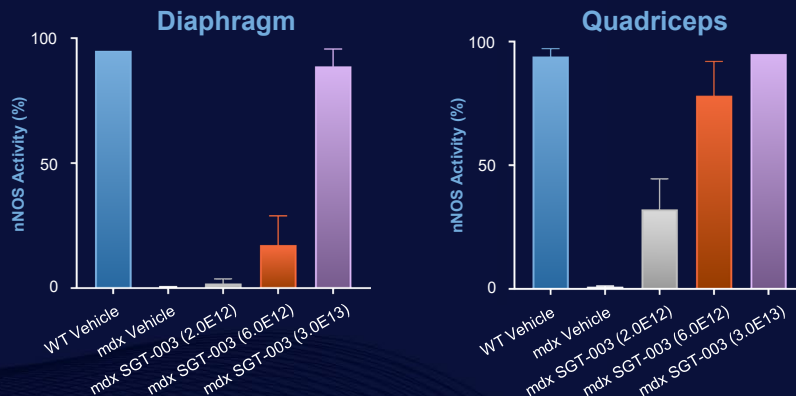 Diaphragm
nNOS Activity (%)
100
50
0
WT Vehicle
mdx Vehicle
mdx SGT-003 (2.0E12)
mdx SGT-003 (6.0E12)
mdx SGT-003 (3.0E13)
Quadriceps
nNOS Activity (%)
100
50
0
WT Vehicle
mdx Vehicle
mdx SGT-003 (2.0E12)
mdx SGT-003 (6.0E12)
mdx SGT-003 (3.0E13)